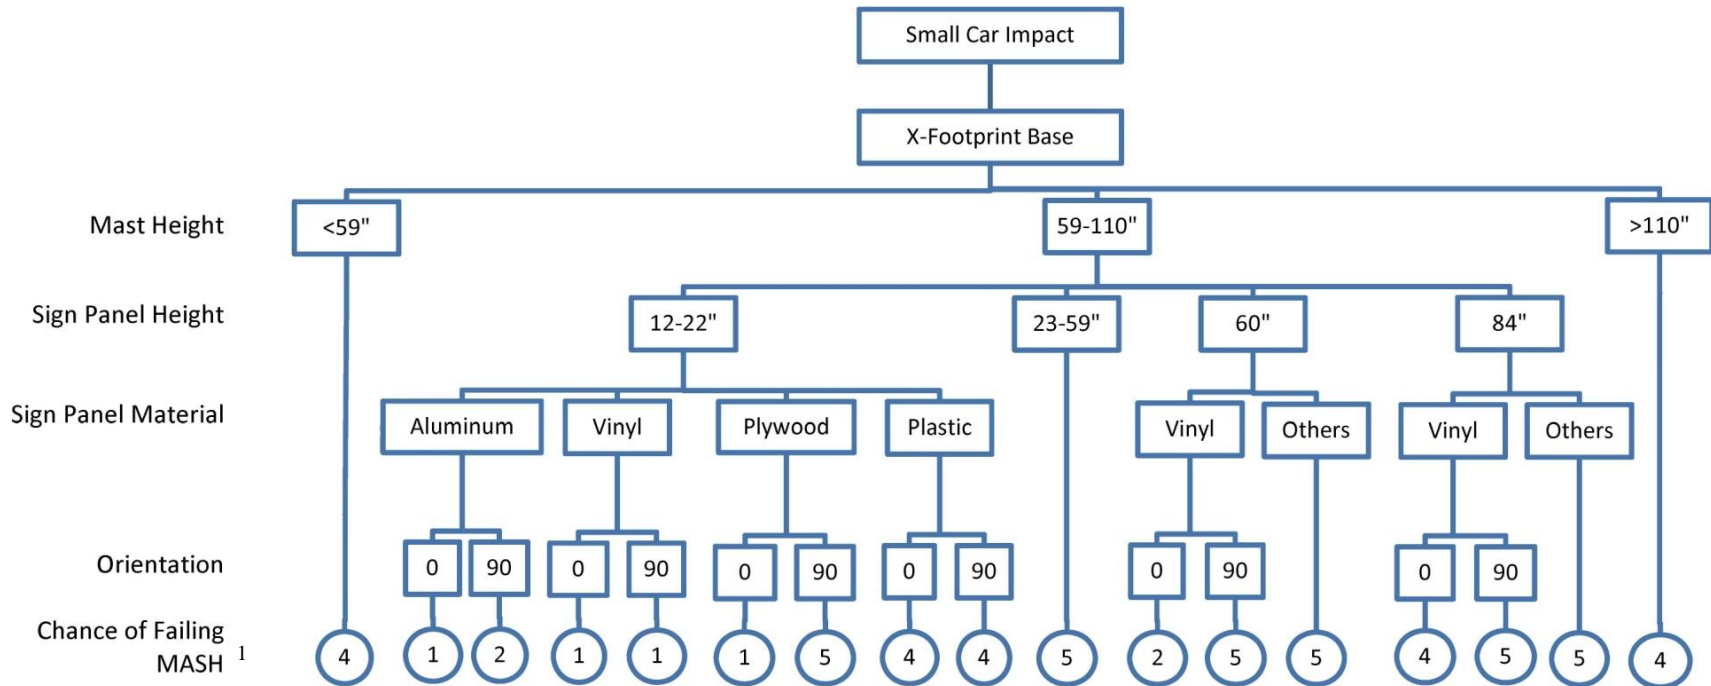 Small Car Impact
X-Footprint Base
Mast Height <59" 59-110" >110"
Sign Panel Height 12-22" 23-59" 60" 84"
Sign Panel Material Aluminum Vinyl Plywood Plastic Vinyl Others Vinyl Others
Orientation 0 90 0 90 0 90 0 90 0 90 0 90
Chance of Failing
MASH 1 4 1 2 1 1 1 5 4 4 5 2 5 5 4 5 5 4